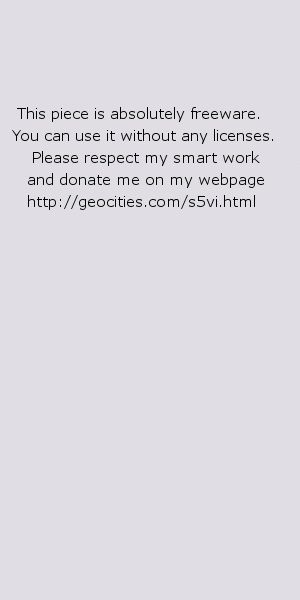 This piece is absolutely freeware.
You can use it without any licenses.
Please respect my smart work
and donate me on my webpage
http://geocities.com/s5vi.html